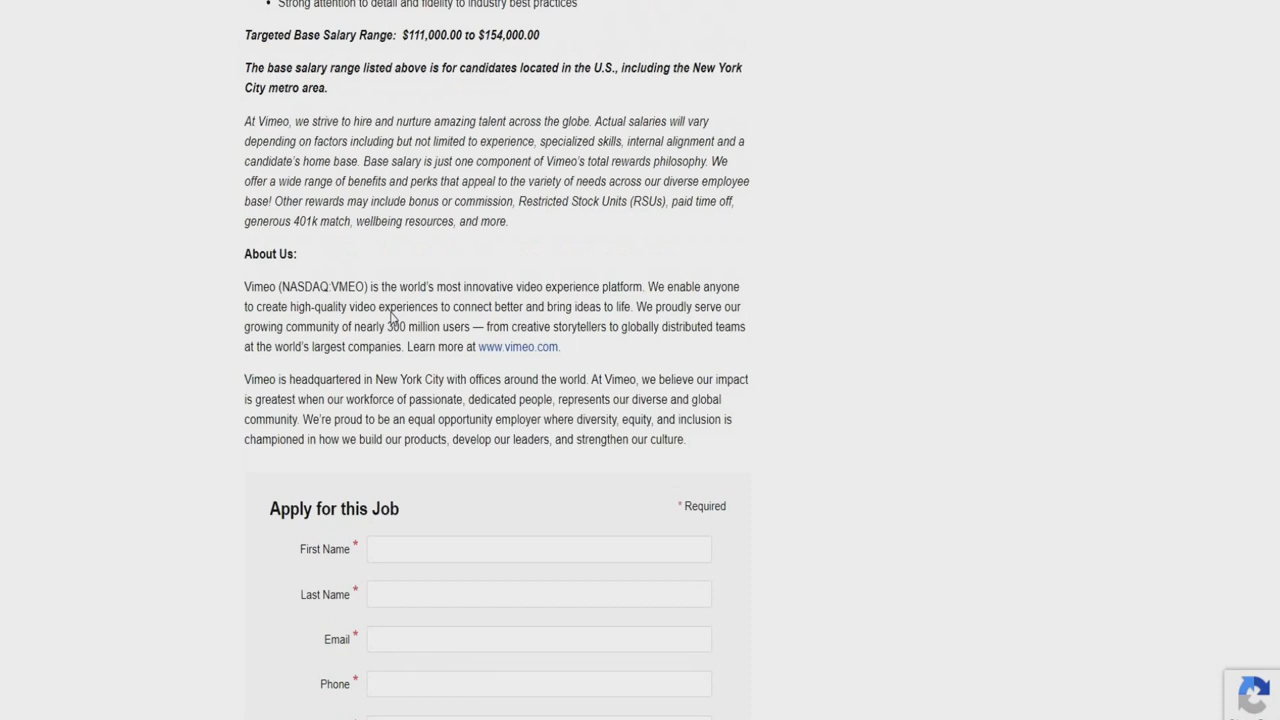 Strong attention to detail and fidelity to industry best practices
Targeted Base Salary Range: $111,000.00 to $154,000.00
The base salary range listed above is for candidates located in the U.S., including the New York
City metro area.
At Vimeo, we strive to hire and nurture amazing talent across the globe. Actual salaries will vary
depending on factors including but not limited to experience, specialized skills, internal alignment and a
candidate's home base. Base salary is just one component of Vimeo's total rewards philosophy. We
offer a wide range of benefits and perks that appeal to the variety of needs across our diverse employee
base! Other rewards may include bonus or commission, Restricted Stock Units (RSUs), paid time off,
generous 401k match, wellbeing resources, and more.
About Us:
Vimeo (NASDAQ:VMEO) is the world's most innovative video experience platform. We enable anyone
to create high-quality video experiences to connect better and bring ideas to life. We proudly serve our
growing community of nearly 300 million users — from creative storytellers to globally distributed teams
at the world's largest companies. Learn more at www.vimeo.com.
Vimeo is headquartered in New York City with offices around the world. At Vimeo, we believe our impact
is greatest when our workforce of passionate, dedicated people, represents our diverse and global
community. We're proud to be an equal opportunity employer where diversity, equity, and inclusion is
championed in how we build our products, develop our leaders, and strengthen our culture.
Apply for this Job
* Required
First Name *
Last Name *
Email *
Phone *